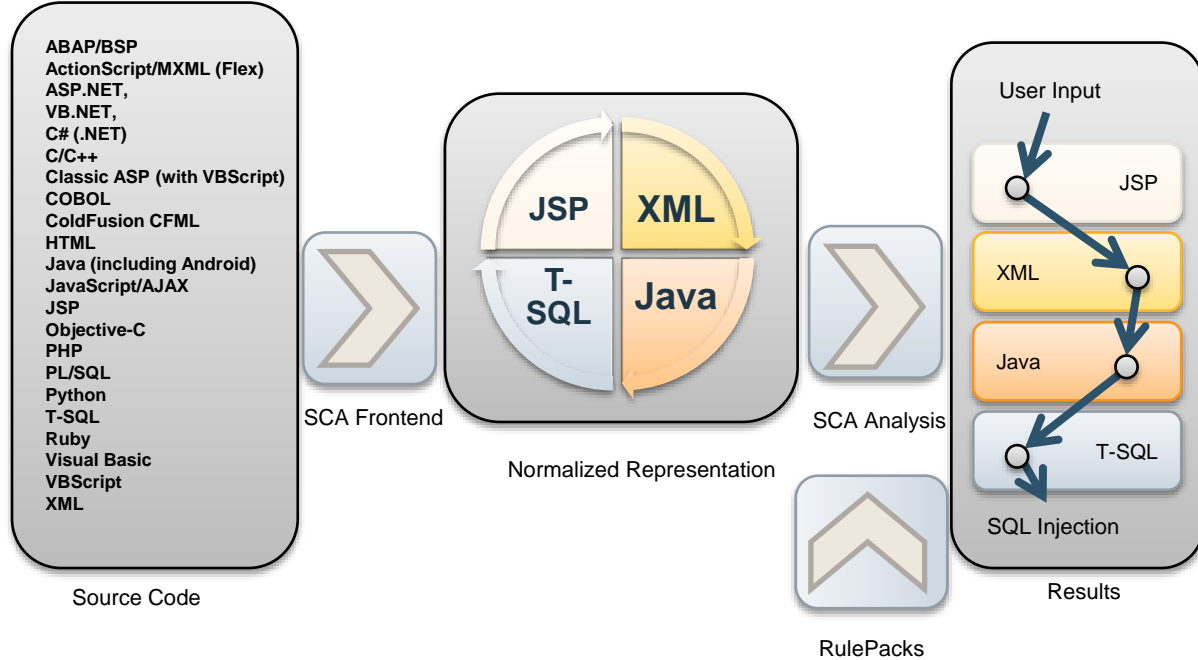 ABAP/BSP
ActionScript/MXML (Flex)
ASP.NET,
VB.NET,
C# (.NET)
C/C++
Classic ASP (with VBScript)
COBOL
ColdFusion CFML
HTML
Java (including Android)
JavaScript/AJAX
JSP
Objective-C
PHP
PL/SQL
Python
T-SQL
Ruby
Visual Basic
VBScript
XML
Source Code
SCA Frontend
JSP
XML
T-
SQL
Java
Normalized Representation
SCA Analysis
RulePacks
User Input
JSP
XML
Java
T-SQL
SQL Injection
Results